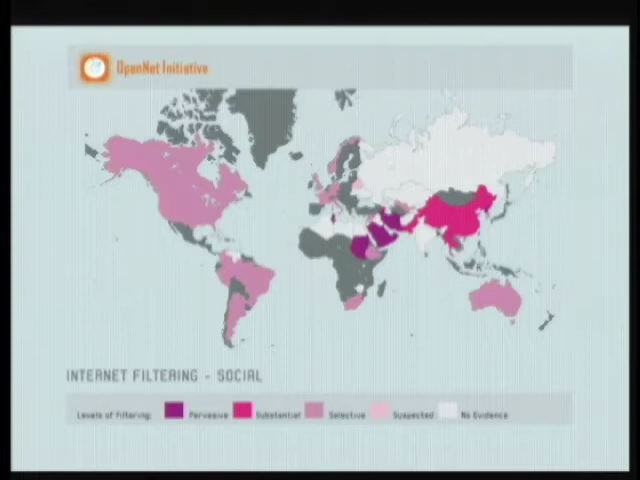 OpenNet Initiative
INTERNET FILTERING - SOCIAL
Levels of Filtering: Pervasive Substantial Selective Suspected No Evidence